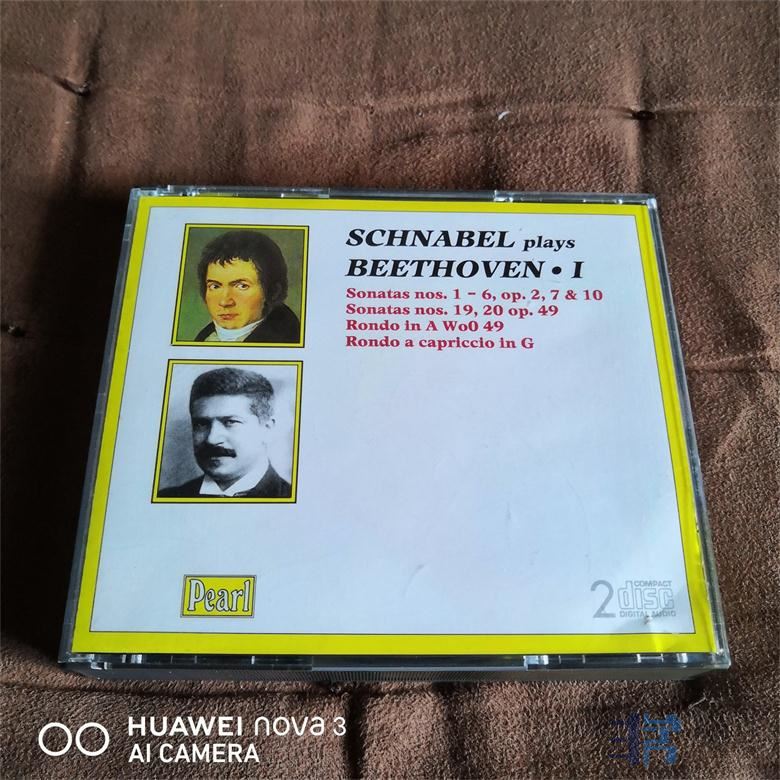 SCHNABEL plays
BEETHOVEN • I
Sonatas nos. 1 – 6, op. 2, 7 & 10
Sonatas nos. 19, 20 op. 49
Rondo in A Wo0 49
Rondo a capriccio in G
Pearl
2 COMPACT
disc
DIGITAL AUDIO
HUAWEI nova 3
AI CAMERA